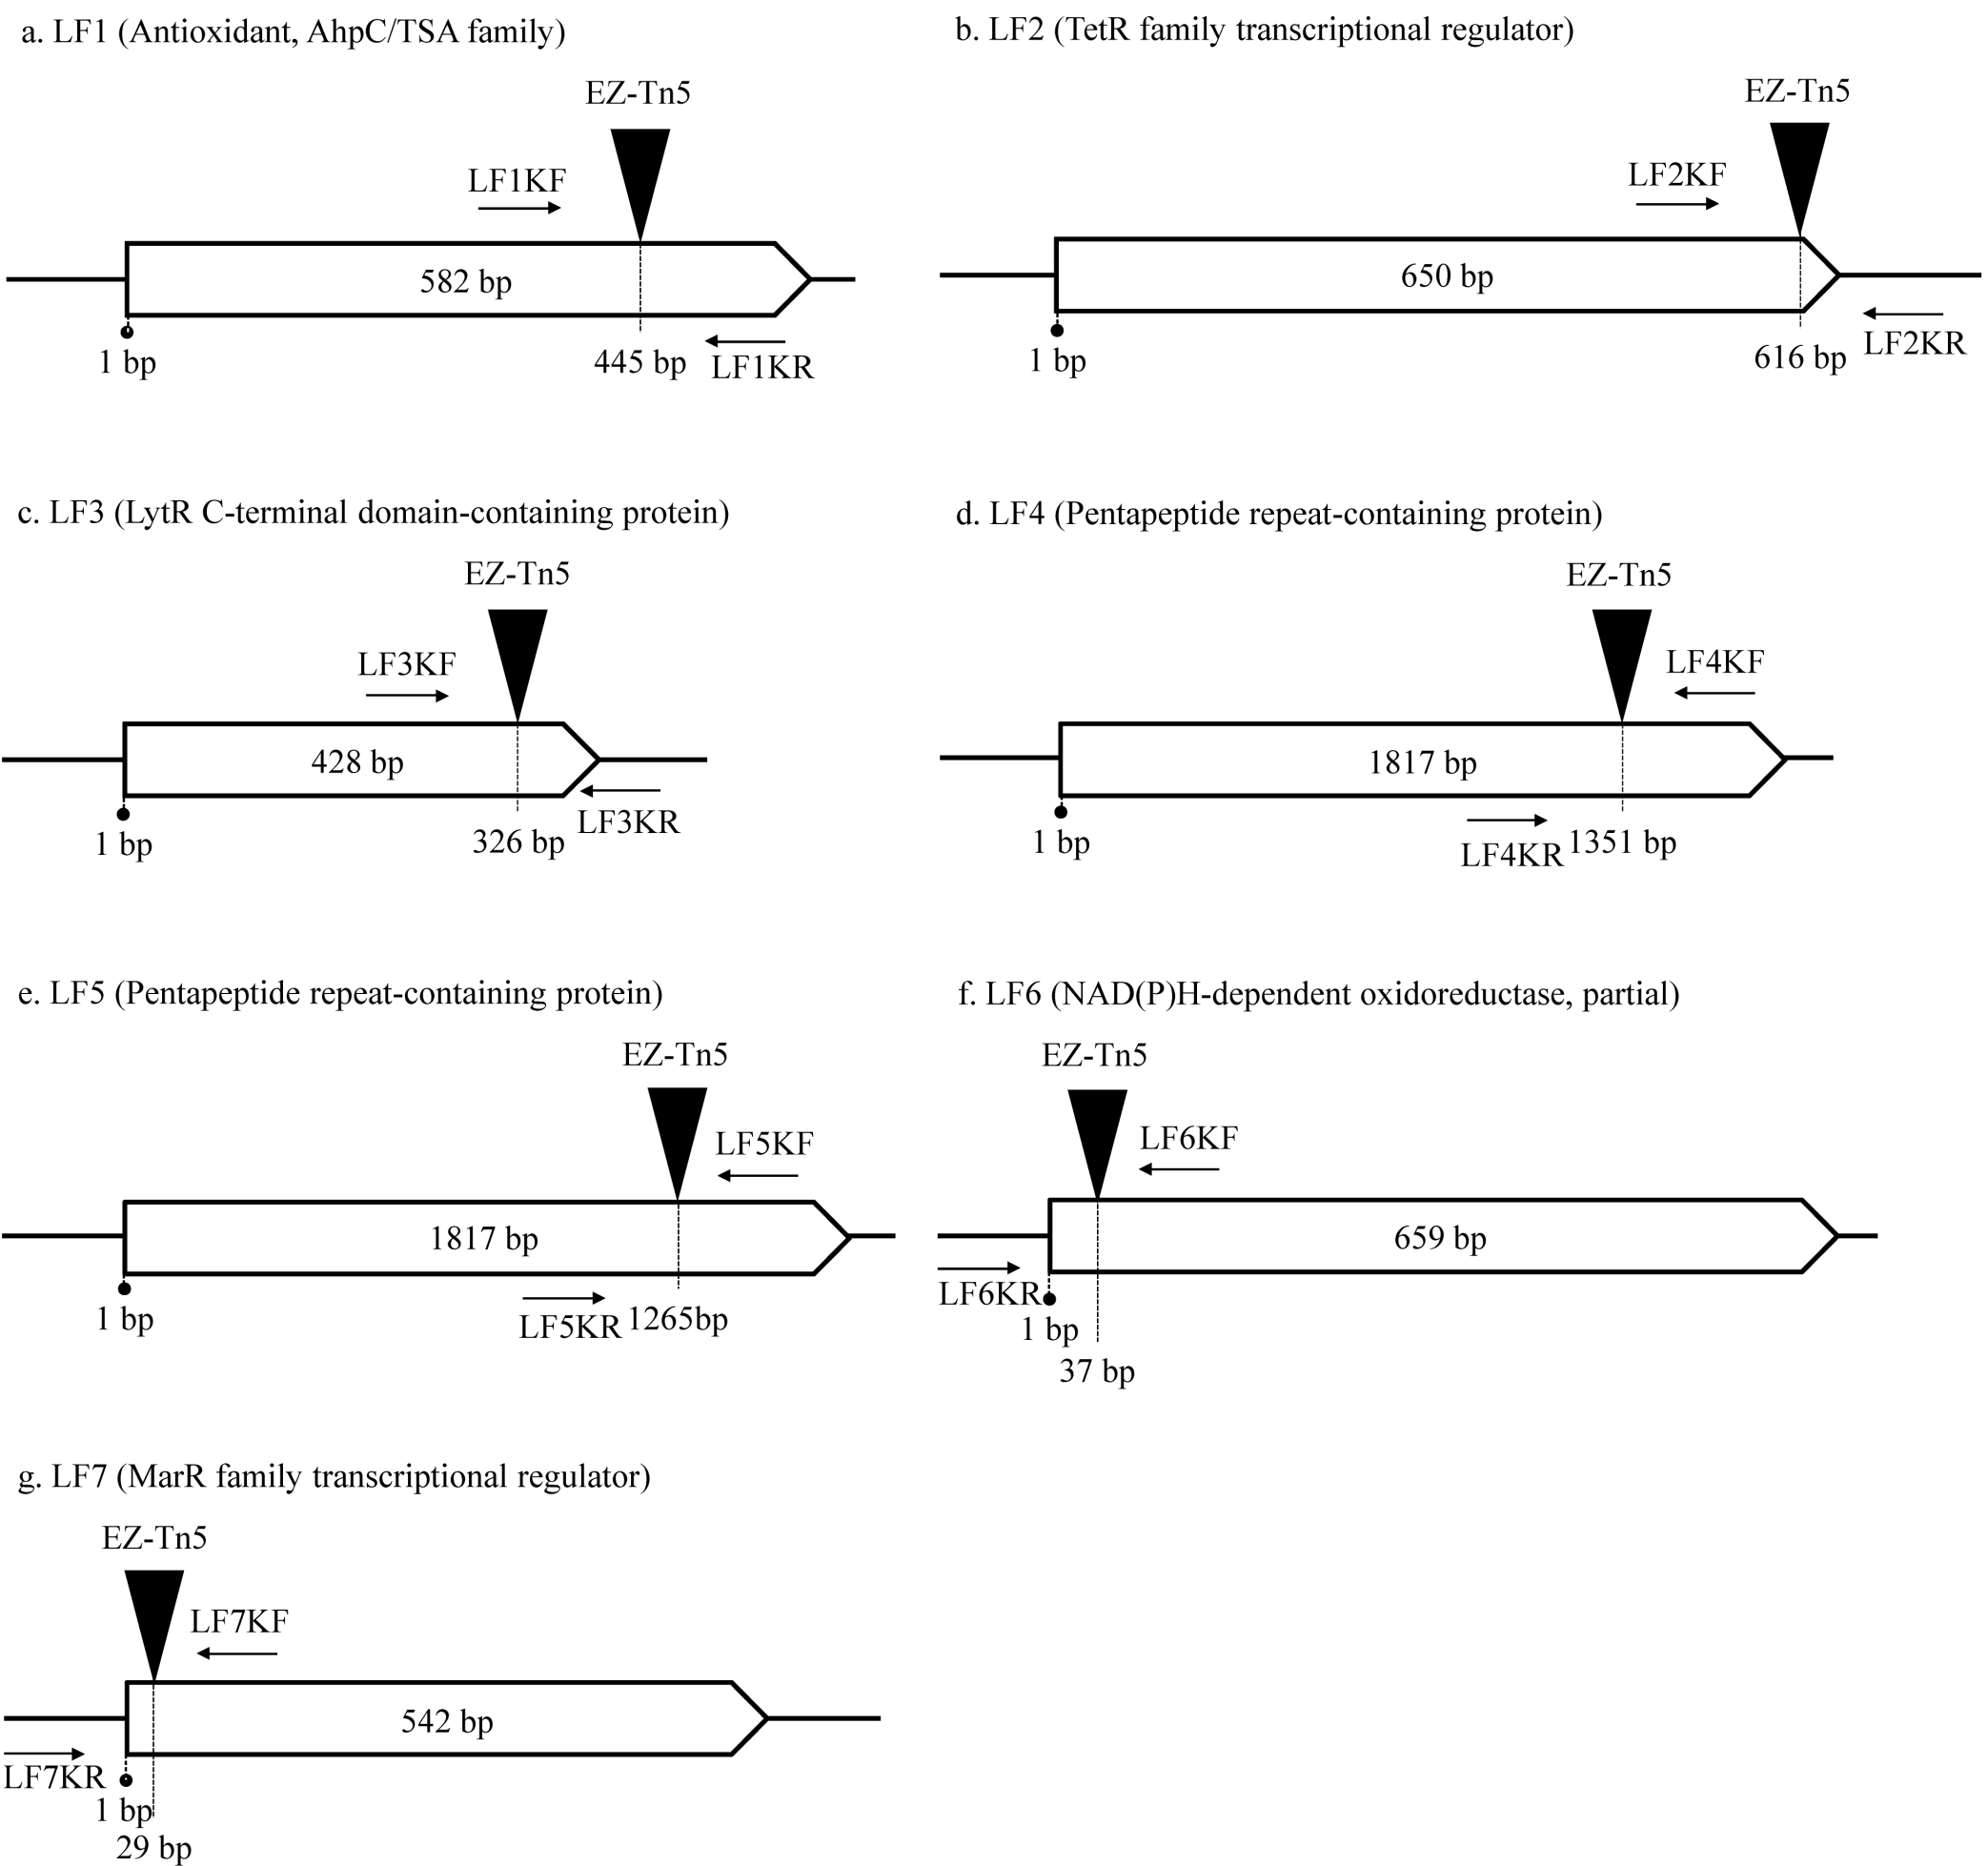 a. LF1 (Antioxidant, AhpC/TSA family)
EZ-Tn5
LF1KF
582 bp
1 bp
445 bp
LF1KR
b. LF2 (TetR family transcriptional regulator)
EZ-Tn5
LF2KF
650 bp
1 bp
616 bp
LF2KR
c. LF3 (LytR C-terminal domain-containing protein)
EZ-Tn5
LF3KF
428 bp
1 bp
326 bp
LF3KR
d. LF4 (Pentapeptide repeat-containing protein)
EZ-Tn5
LF4KF
1817 bp
1 bp
LF4KR
1351 bp
e. LF5 (Pentapeptide repeat-containing protein)
EZ-Tn5
LF5KF
1817 bp
1 bp
LF5KR
1265bp
f. LF6 (NAD(P)H-dependent oxidoreductase, partial)
EZ-Tn5
LF6KF
659 bp
LF6KR
1 bp
37 bp
g. LF7 (MarR family transcriptional regulator)
EZ-Tn5
LF7KF
542 bp
LF7KR
1 bp
29 bp